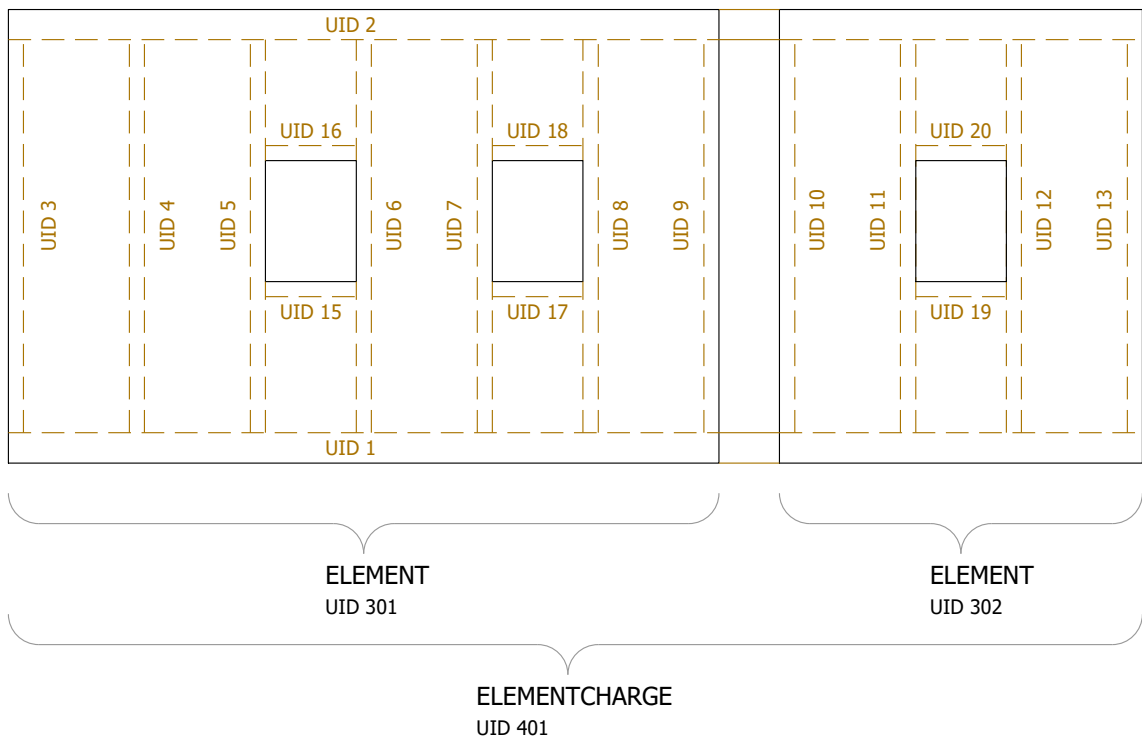 UID 2
UID 16
UID 18
UID 20
UID 3
UID 4
UID 5
UID 6
UID 7
UID 8
UID 9
UID 10
UID 11
UID 12
UID 13
UID 15
UID 17
UID 19
UID 1
ELEMENT
UID 301
ELEMENT
UID 302
ELEMENTCHARGE
UID 401